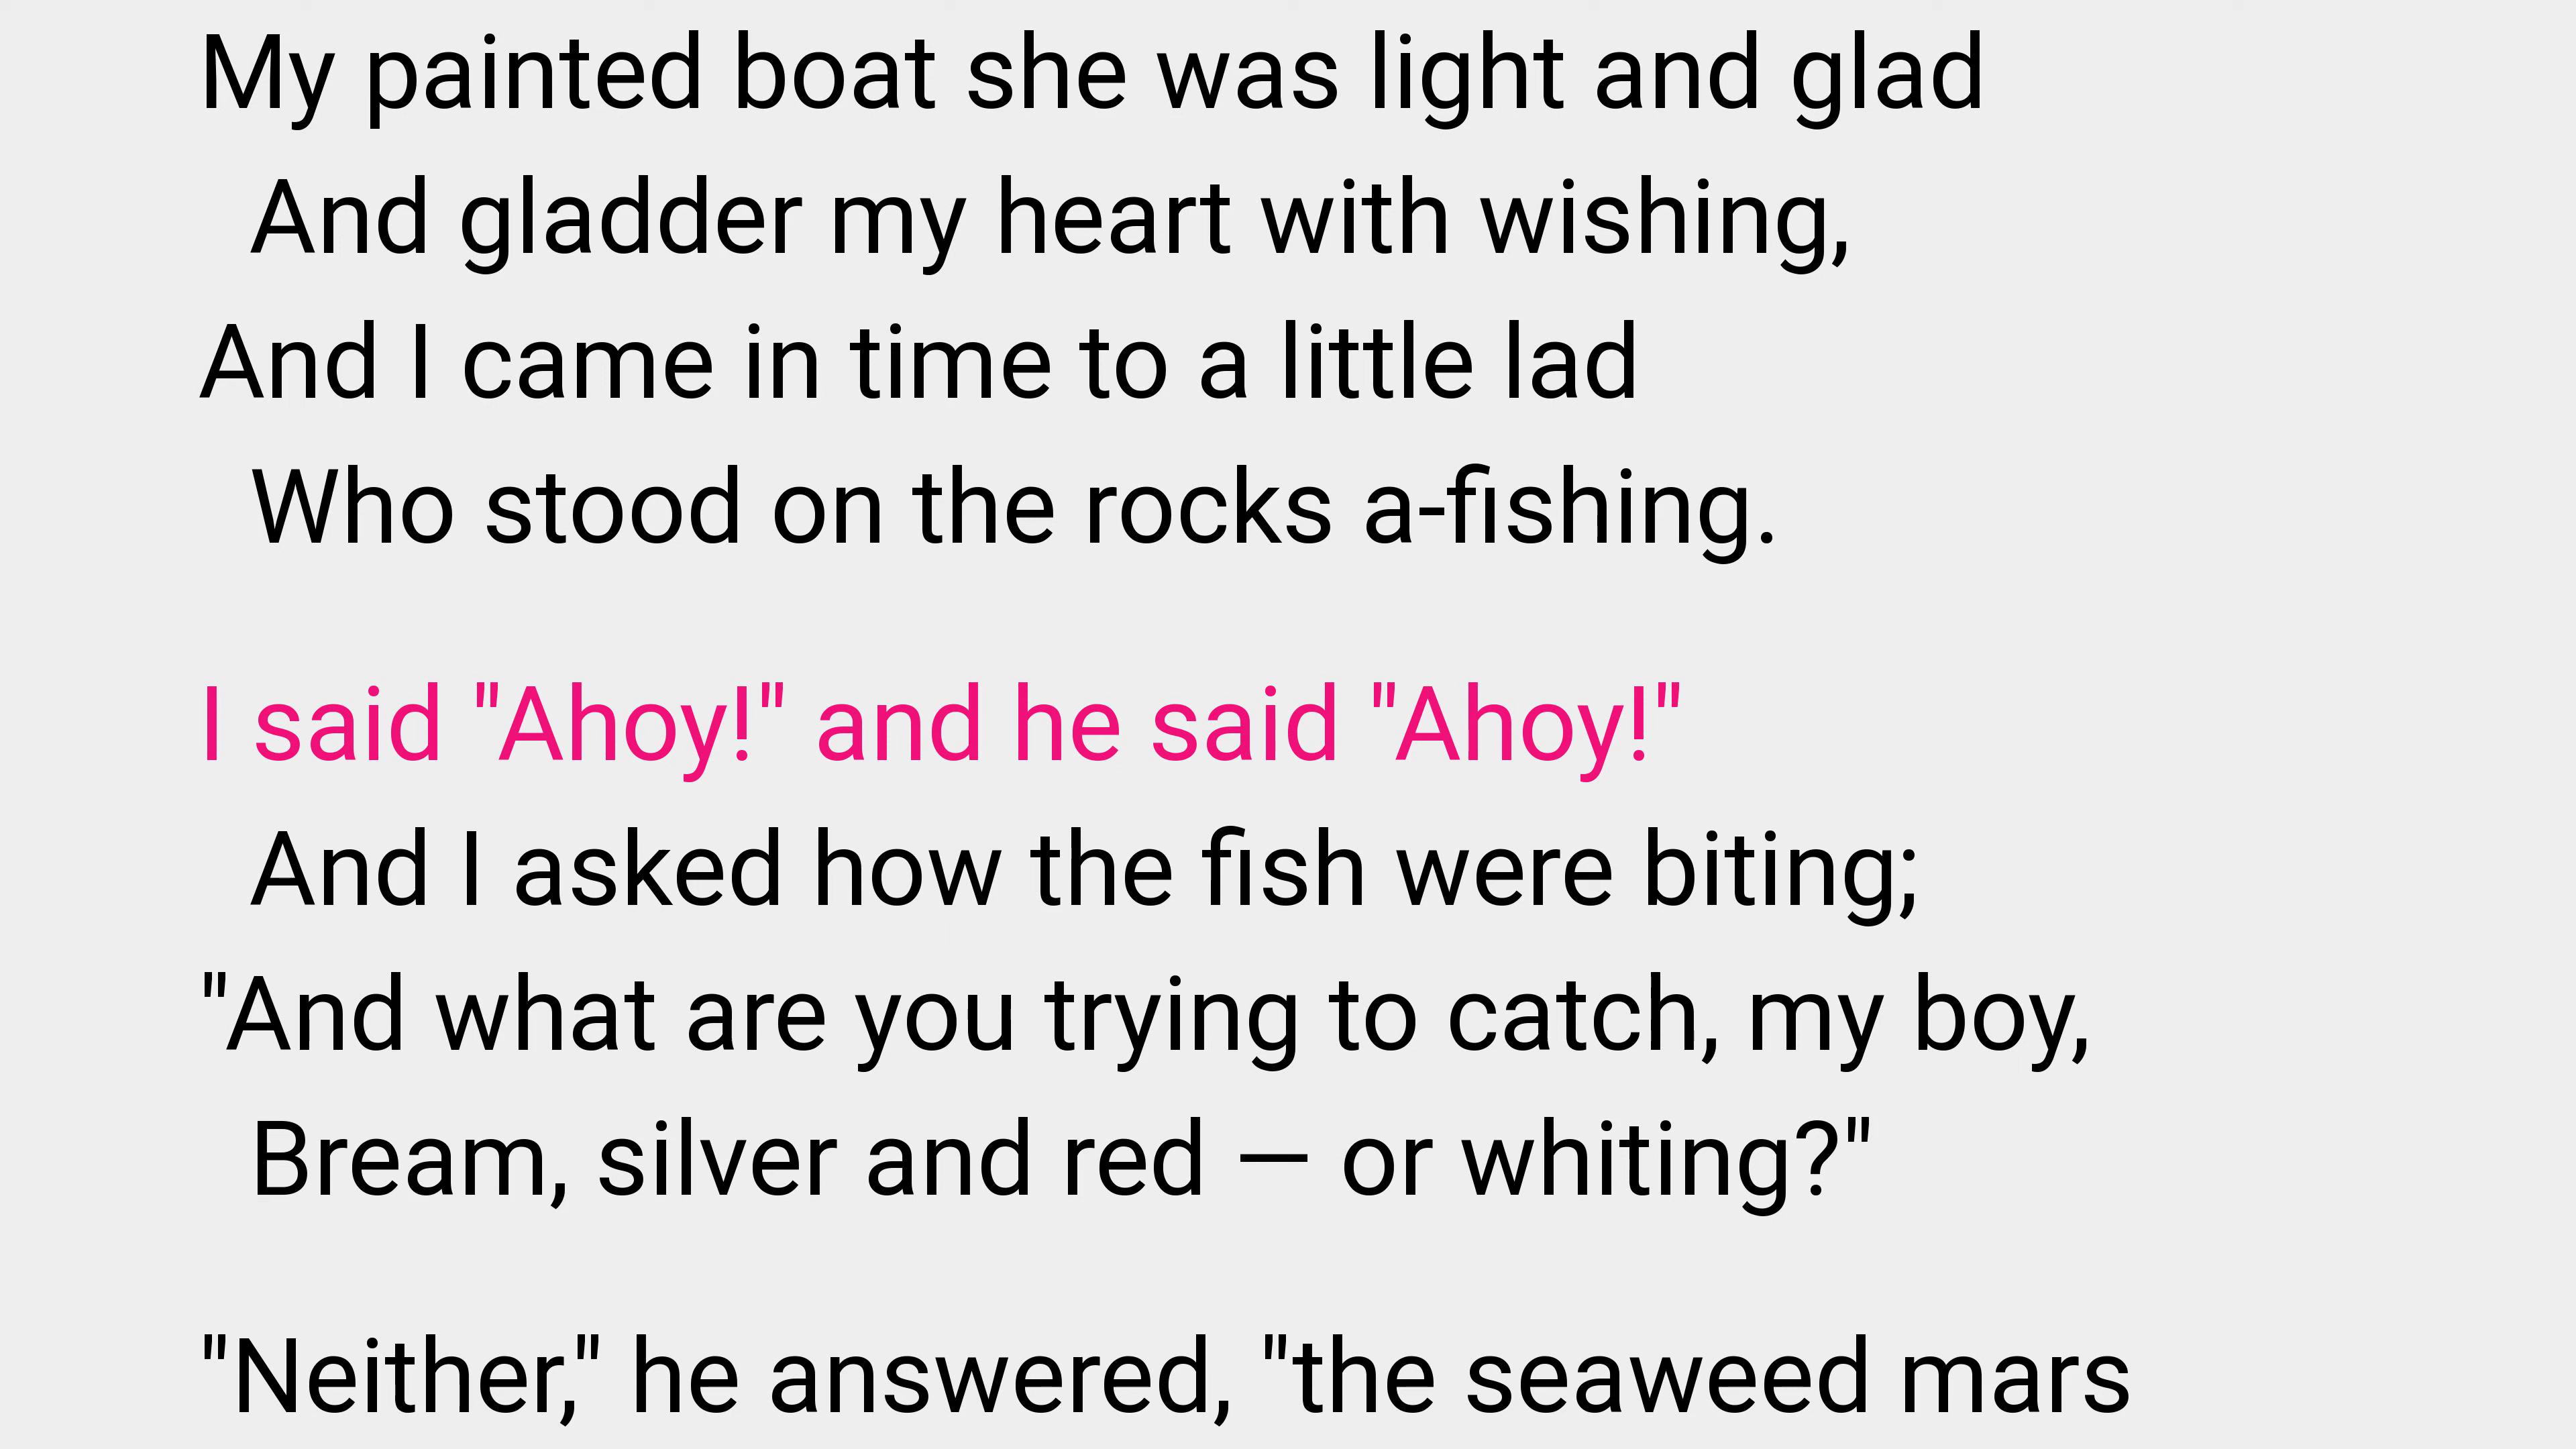 My painted boat she was light and glad
And gladder my heart with wishing,
And I came in time to a little lad
Who stood on the rocks a-fishing.
I said "Ahoy!" and he said "Ahoy!"
And I asked how the fish were biting;
"And what are you trying to catch, my boy,
Bream, silver and red — or whiting?"
"Neither," he answered, "the seaweed mars